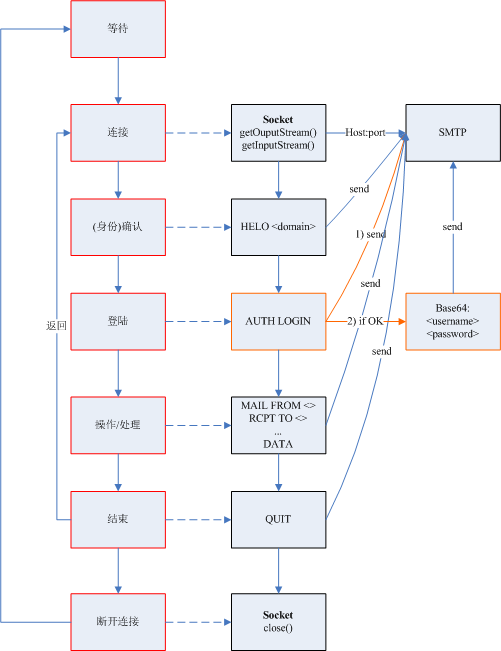 等待
连接
Socket
getOuputStream()
getInputStream()
Host:port
SMTP
send
(身份)确认
HELO <domain>
1) send
send
send
登陆
AUTH LOGIN
2) if OK
Base64:
<username>
<password>
返回
send
操作/处理
MAIL FROM <>
RCPT TO <>
...
DATA
结束
QUIT
断开连接
Socket
close()